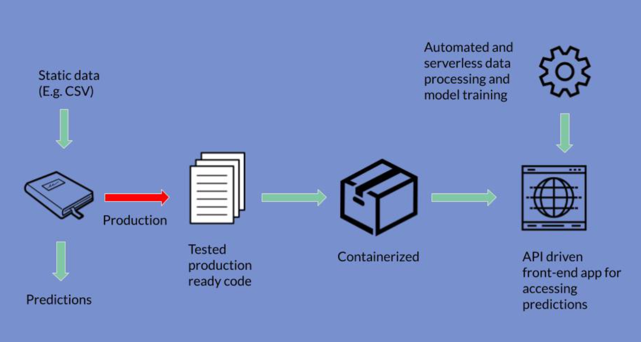 Static data
(E.g. CSV)
Predictions
Production
Tested
production
ready code
Containerized
Automated and
serverless data
processing and
model training
API driven
front-end app for
accessing
predictions